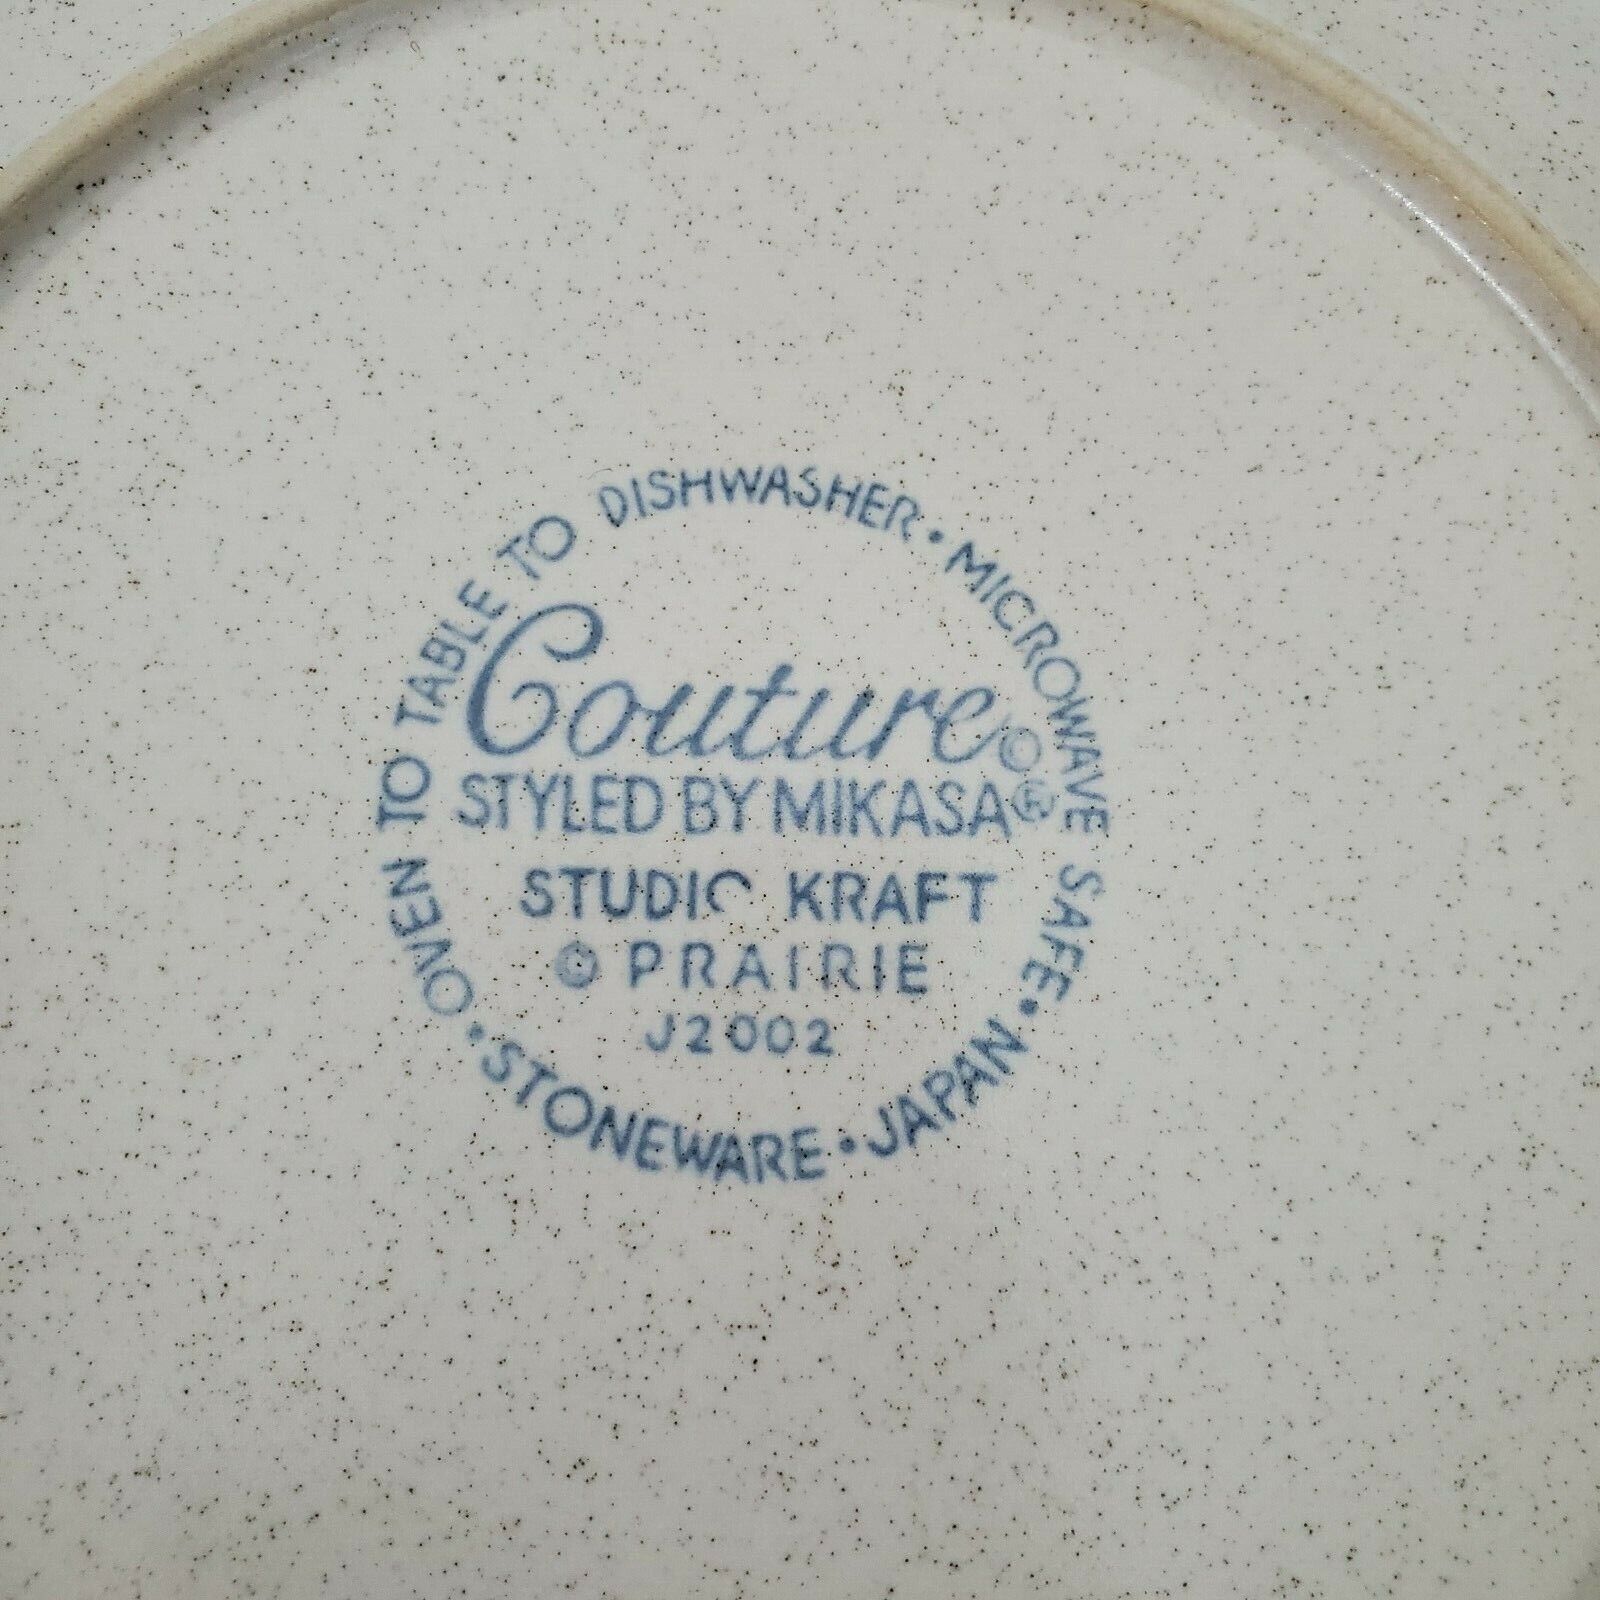 OVEN TO TABLE TO DISHWASHER • MICROWAVE SAFE •
Couture©
STYLED BY MIKASA®
STUDIO KRAFT
© PRAIRIE
J2002
STONEWARE • JAPAN •